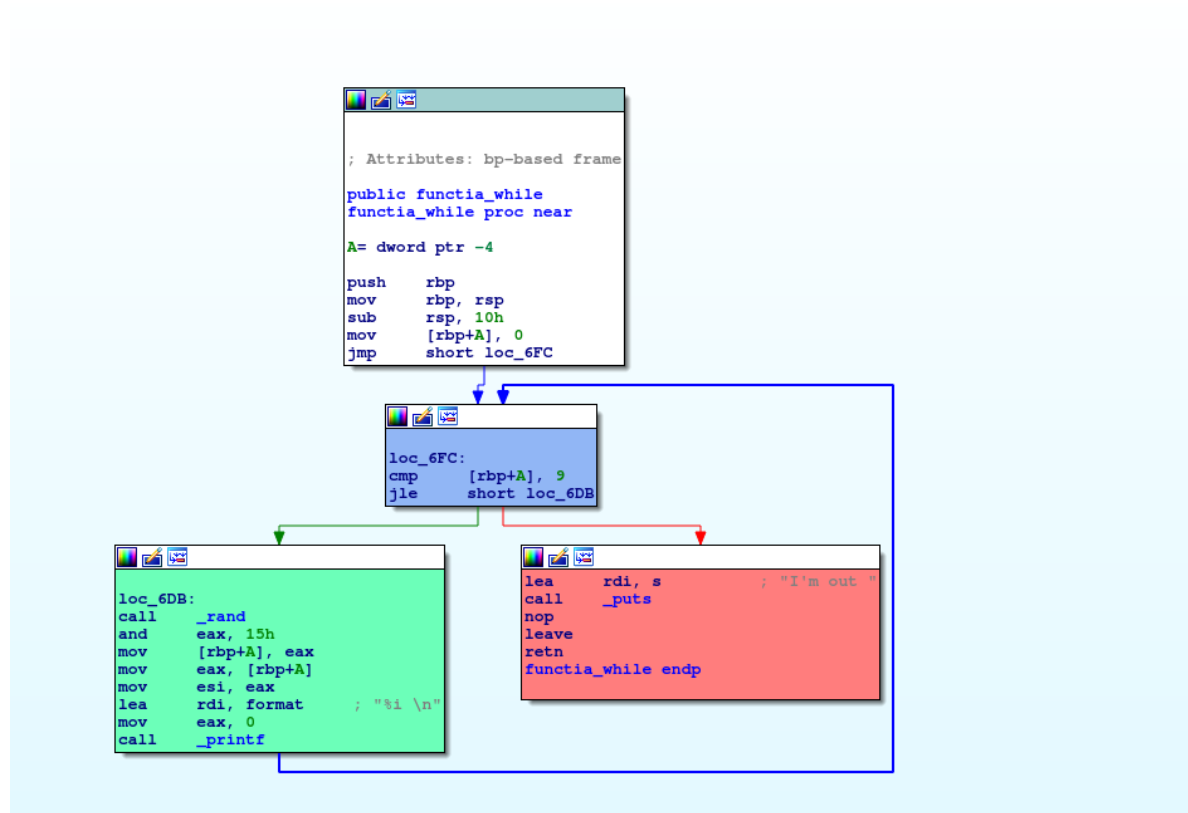 ; Attributes: bp-based frame
public functia_while
functia_while proc near
A= dword ptr -4
push    rbp
mov     rbp, rsp
sub     rsp, 10h
mov     [rbp+A], 0
jmp     short loc_6FC
loc_6FC:
cmp     [rbp+A], 9
jle     short loc_6DB
loc_6DB:
call    _rand
and     eax, 15h
mov     [rbp+A], eax
mov     eax, [rbp+A]
mov     esi, eax
lea     rdi, format    ; "%i \n"
mov     eax, 0
call    _printf
lea     rdi, s         ; "I'm out "
call    _puts
nop
leave
retn
functia_while endp